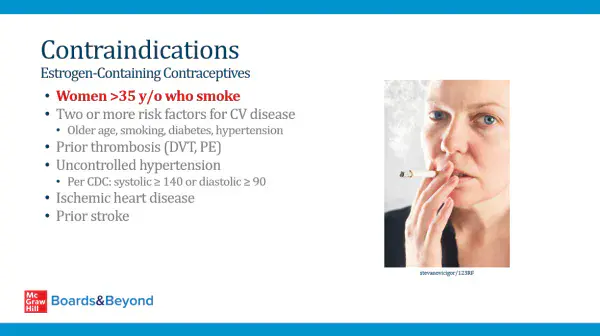 Contraindications
Estrogen-Containing Contraceptives
• Women >35 y/o who smoke
• Two or more risk factors for CV disease
• Older age, smoking, diabetes, hypertension
• Prior thrombosis (DVT, PE)
• Uncontrolled hypertension
• Per CDC: systolic ≥ 140 or diastolic ≥ 90
• Ischemic heart disease
• Prior stroke
stevanovicigor/123RF
Mc
Graw
Hill
Boards&Beyond